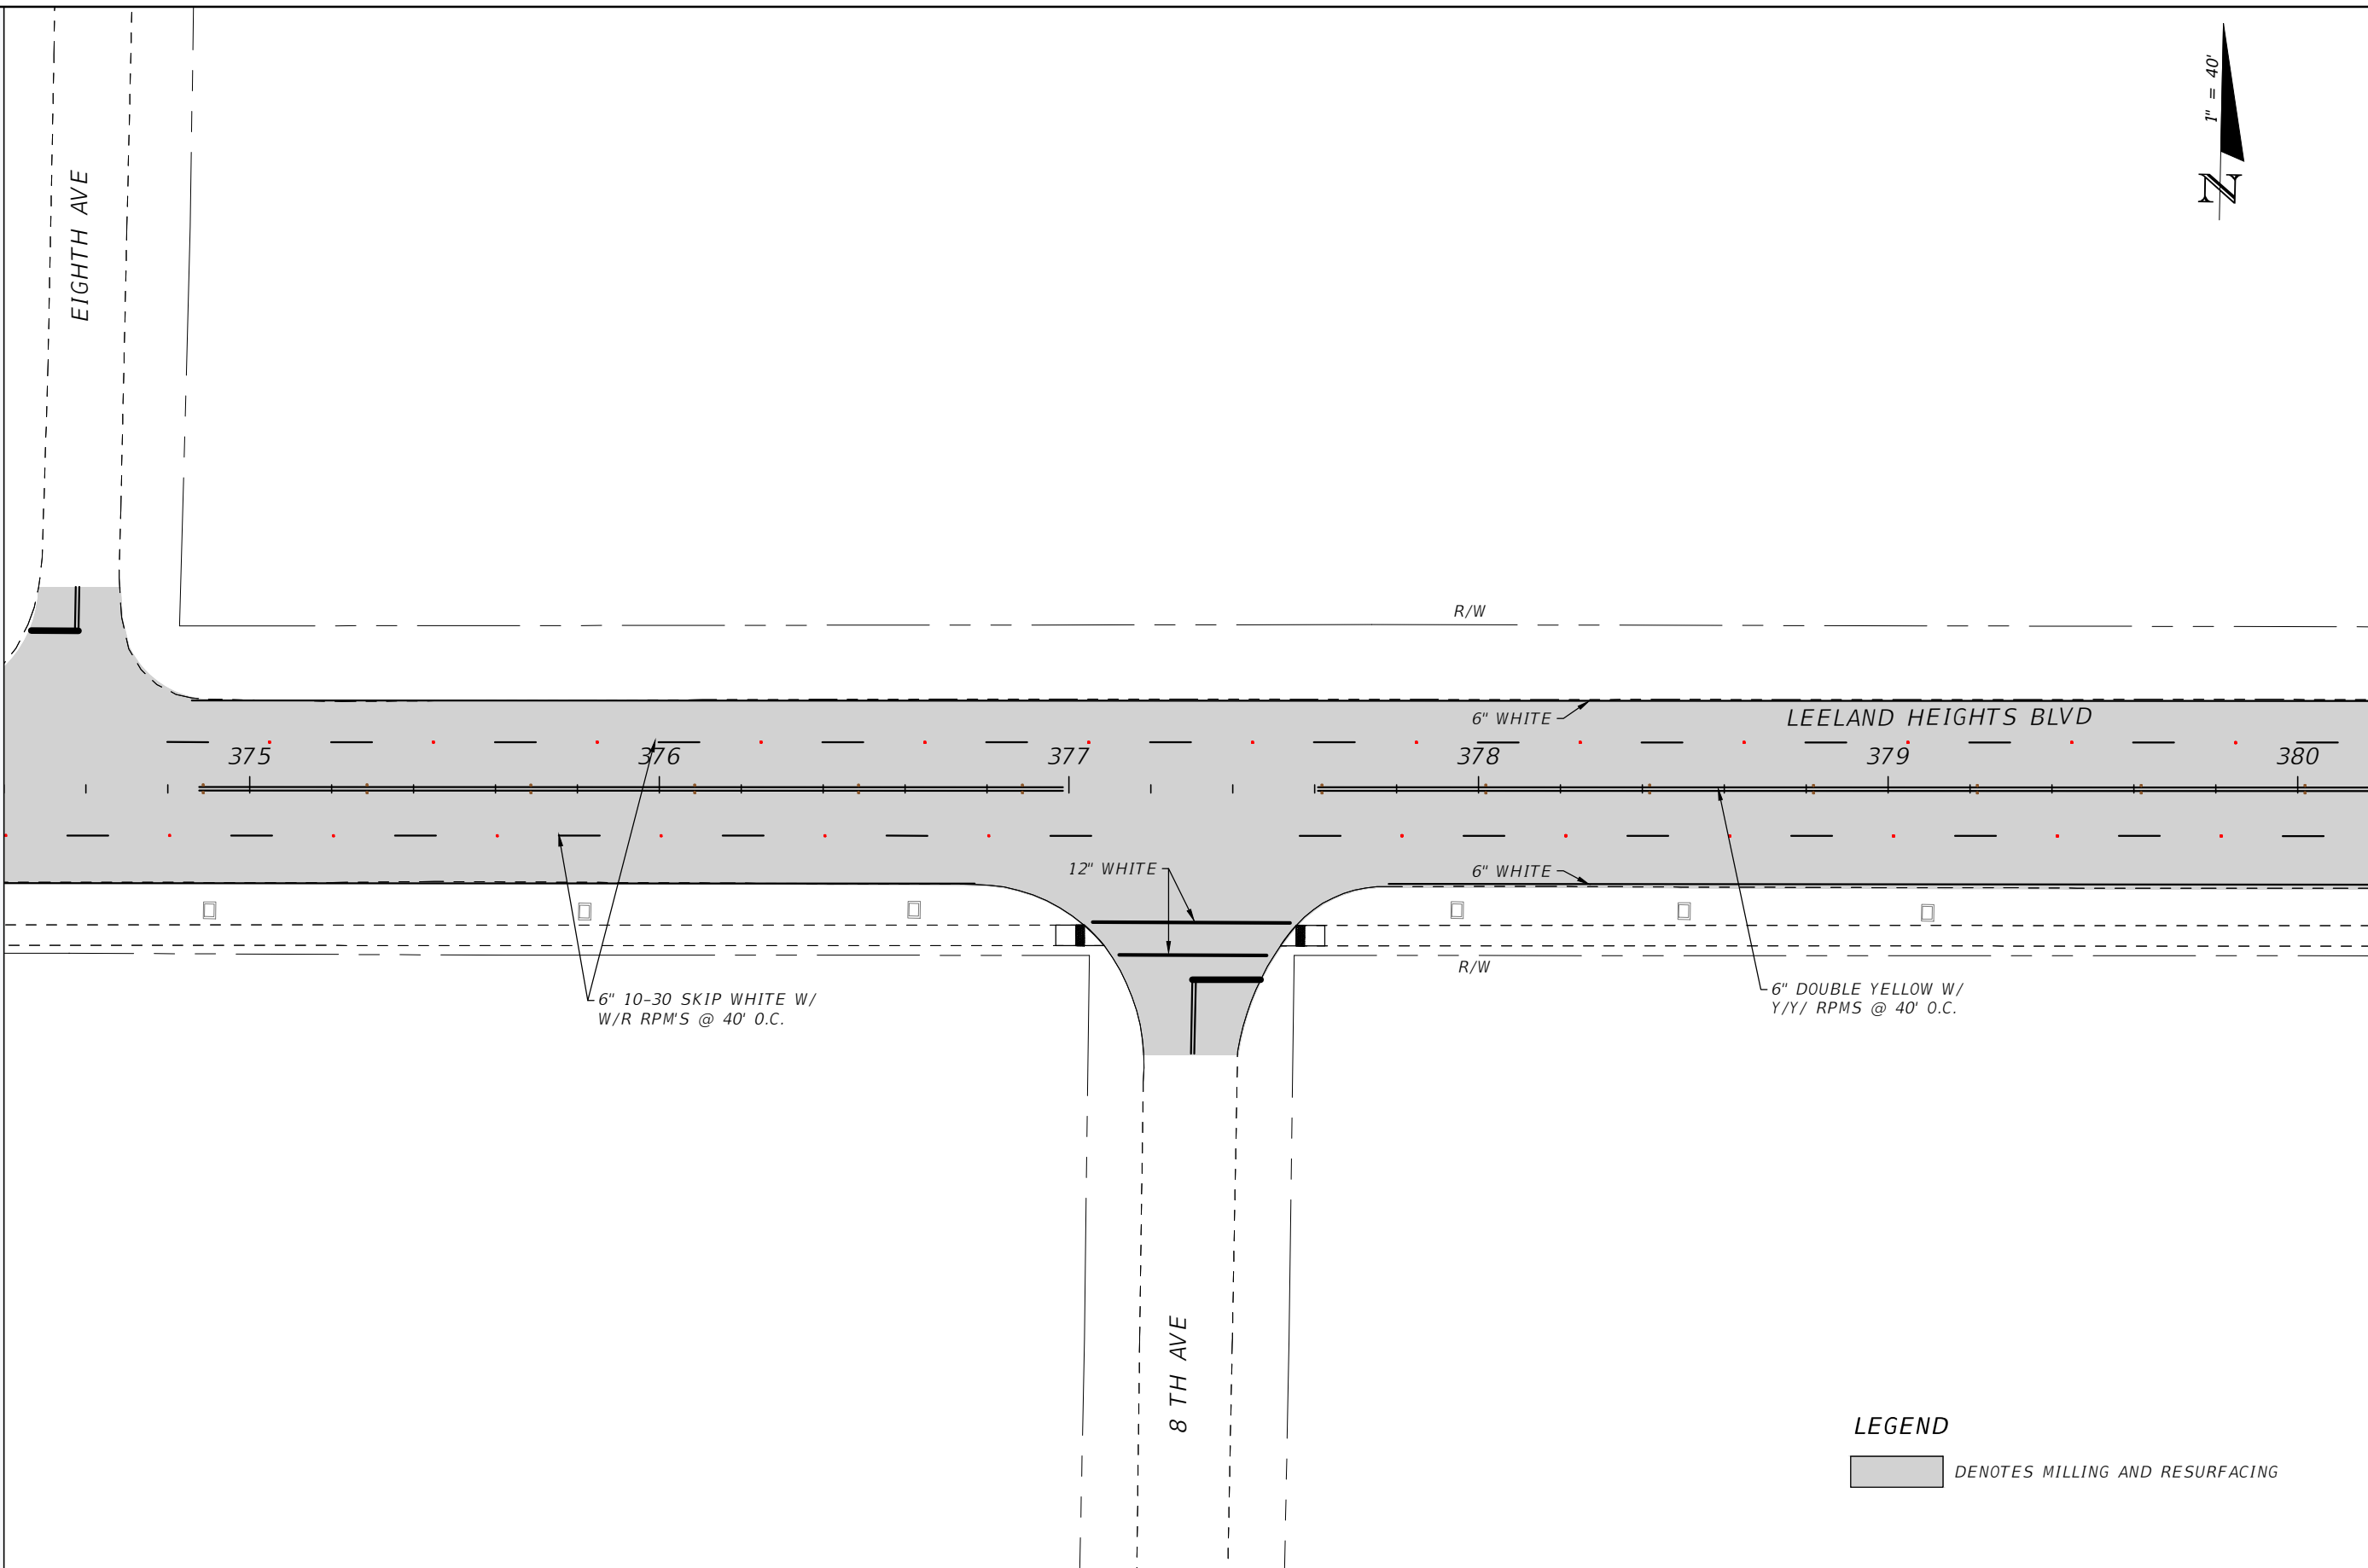 1" = 40'
N
EIGHTH AVE
R/W
6" WHITE
LEELAND HEIGHTS BLVD
375
376
377
378
379
380
12" WHITE
6" WHITE
R/W
6" 10-30 SKIP WHITE W/
W/R RPM'S @ 40' O.C.
6" DOUBLE YELLOW W/
Y/Y/ RPMS @ 40' O.C.
8 TH AVE
LEGEND
DENOTES MILLING AND RESURFACING